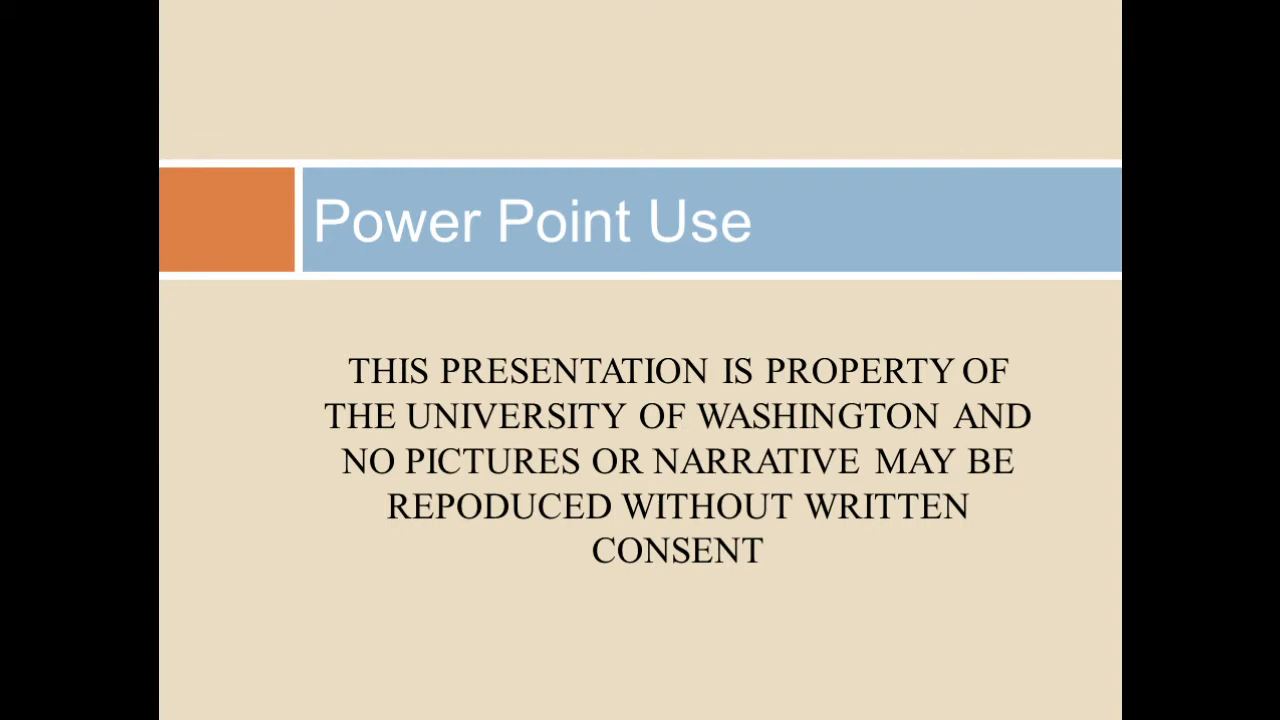 Power Point Use
THIS PRESENTATION IS PROPERTY OF
THE UNIVERSITY OF WASHINGTON AND
NO PICTURES OR NARRATIVE MAY BE
REPODUCED WITHOUT WRITTEN
CONSENT